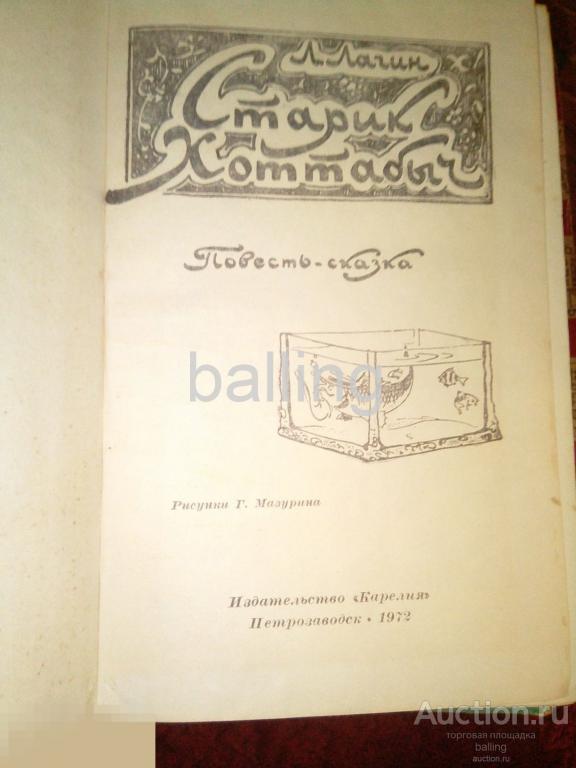 Л. Лагин
Старик
Хоттабыч
Повесть-сказка
balling
Рисунки Г. Мазурина
Издательство «Карелия»
Петрозаводск • 1972
Auction.ru
торговая площадка
balling
auction.ru